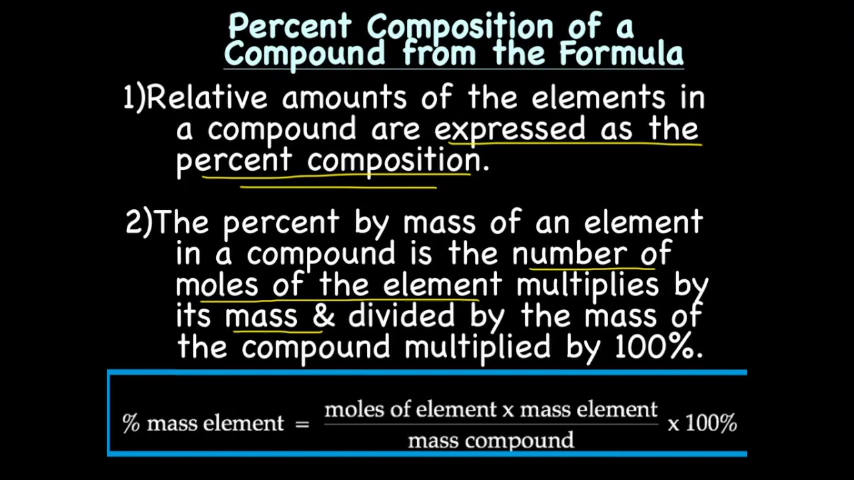 Percent Composition of a
Compound from the Formula
1)Relative amounts of the elements in
a compound are expressed as the
percent composition.
2)The percent by mass of an element
in a compound is the number of
moles of the element multiplies by
its mass & divided by the mass of
the compound multiplied by 100%.
% mass element = moles of element x mass element / mass compound x 100%